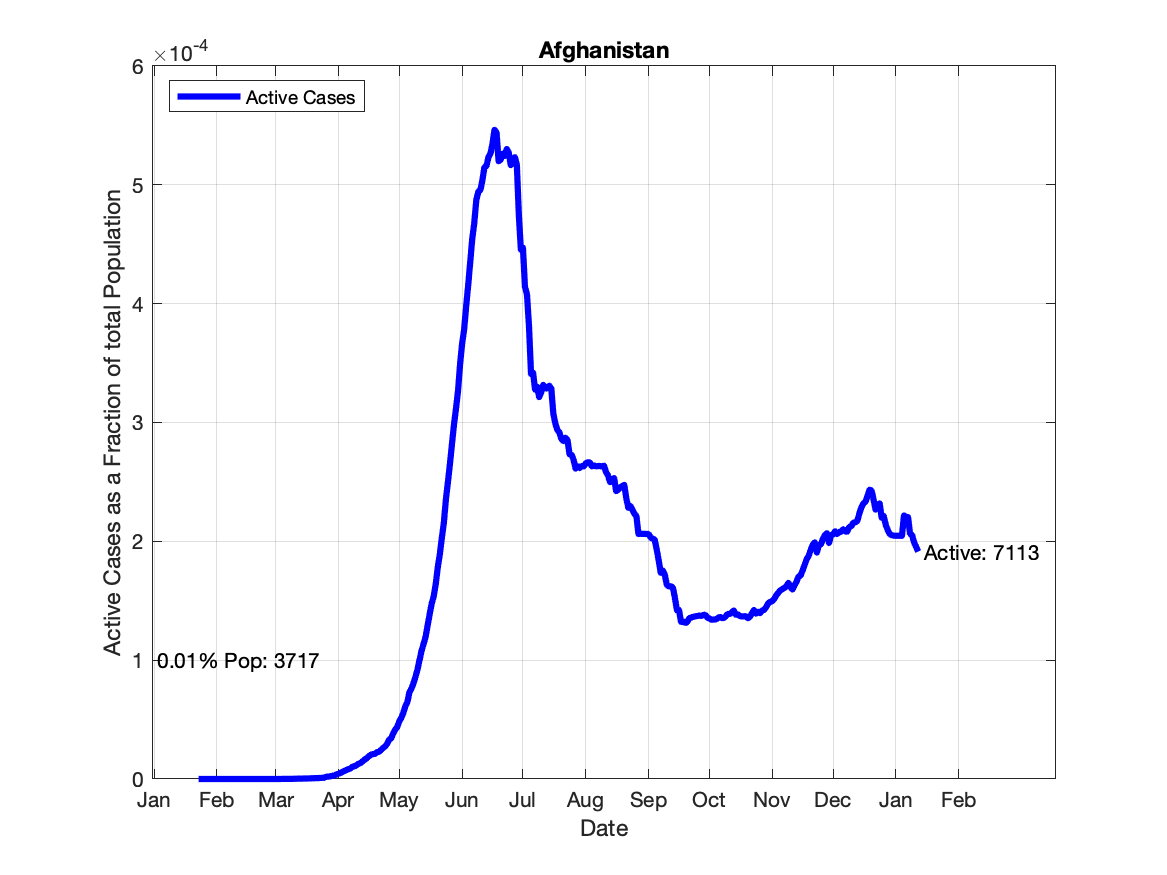 Afghanistan
×10^-4
6
5
4
3
2
1
0
Active Cases
Active Cases as a Fraction of total Population
0.01% Pop: 3717
Active: 7113
Jan Feb Mar Apr May Jun Jul Aug Sep Oct Nov Dec Jan Feb
Date